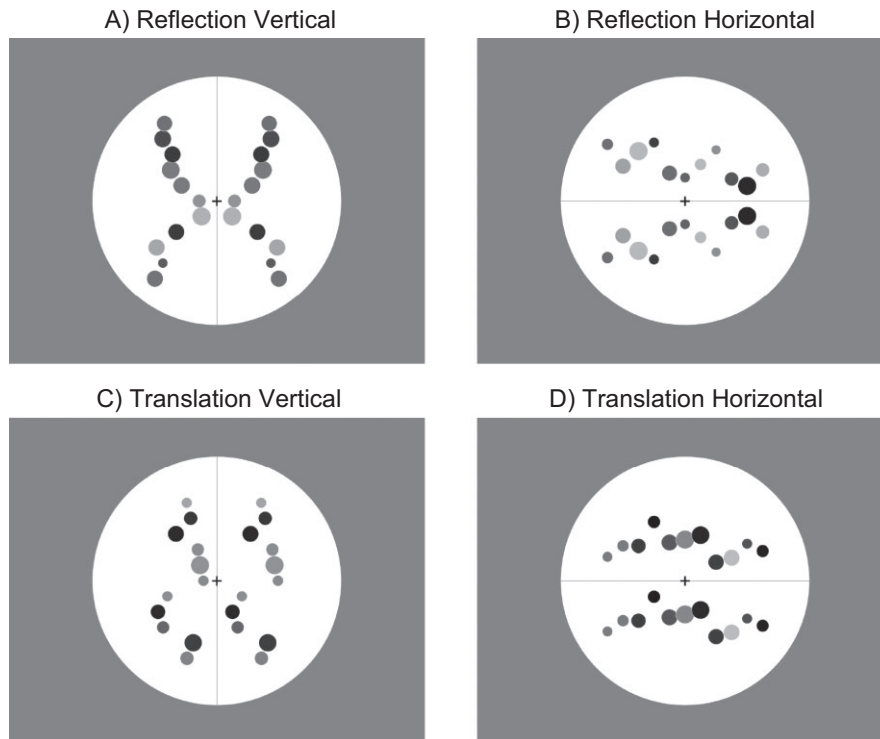 A) Reflection Vertical
B) Reflection Horizontal
C) Translation Vertical
D) Translation Horizontal